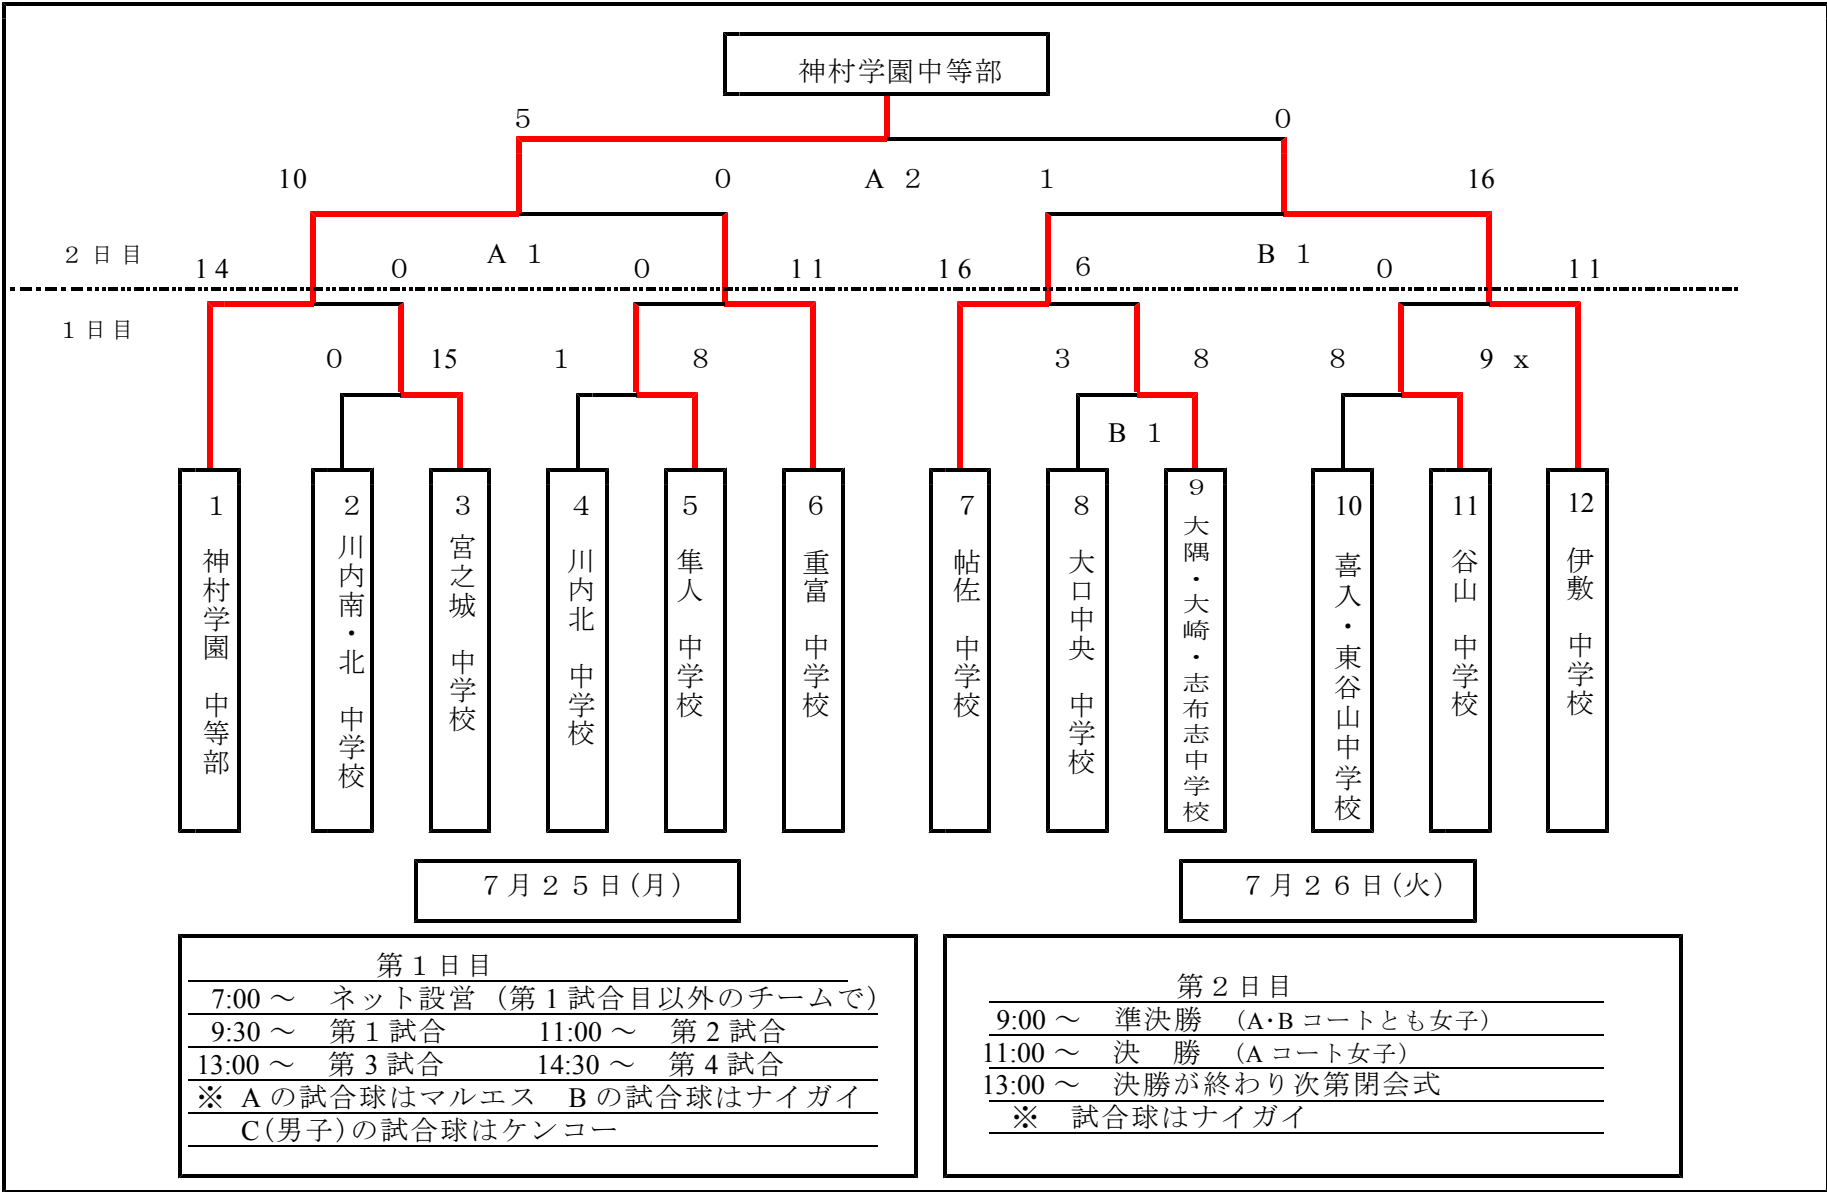 神村学園中等部
5 0
10 0 A 2 1 16
2日目 14 0 A 1 0 11 16 6 B 1 0 11
1日目
0 15 1 8 3 8 8 9 x
B 1
1 神村学園 中等部
2 川内南・北 中学校
3 宮之城 中学校
4 川内北 中学校
5 隼人 中学校
6 重富 中学校
7 帖佐 中学校
8 大口中央 中学校
9 大隅・大崎・志布志中学校
10 喜入・東谷山中学校
11 谷山 中学校
12 伊敷 中学校
7月25日(月)
7月26日(火)
第1日目
7:00～ ネット設営 (第1試合目以外のチームで)
9:30～ 第1試合 11:00～ 第2試合
13:00～ 第3試合 14:30～ 第4試合
※ Aの試合球はマルエス Bの試合球はナイガイ
C(男子)の試合球はケンコー
第2日目
9:00～ 準決勝 (A･Bコートとも女子)
11:00～ 決 勝 (Aコート女子)
13:00～ 決勝が終わり次第閉会式
※ 試合球はナイガイ